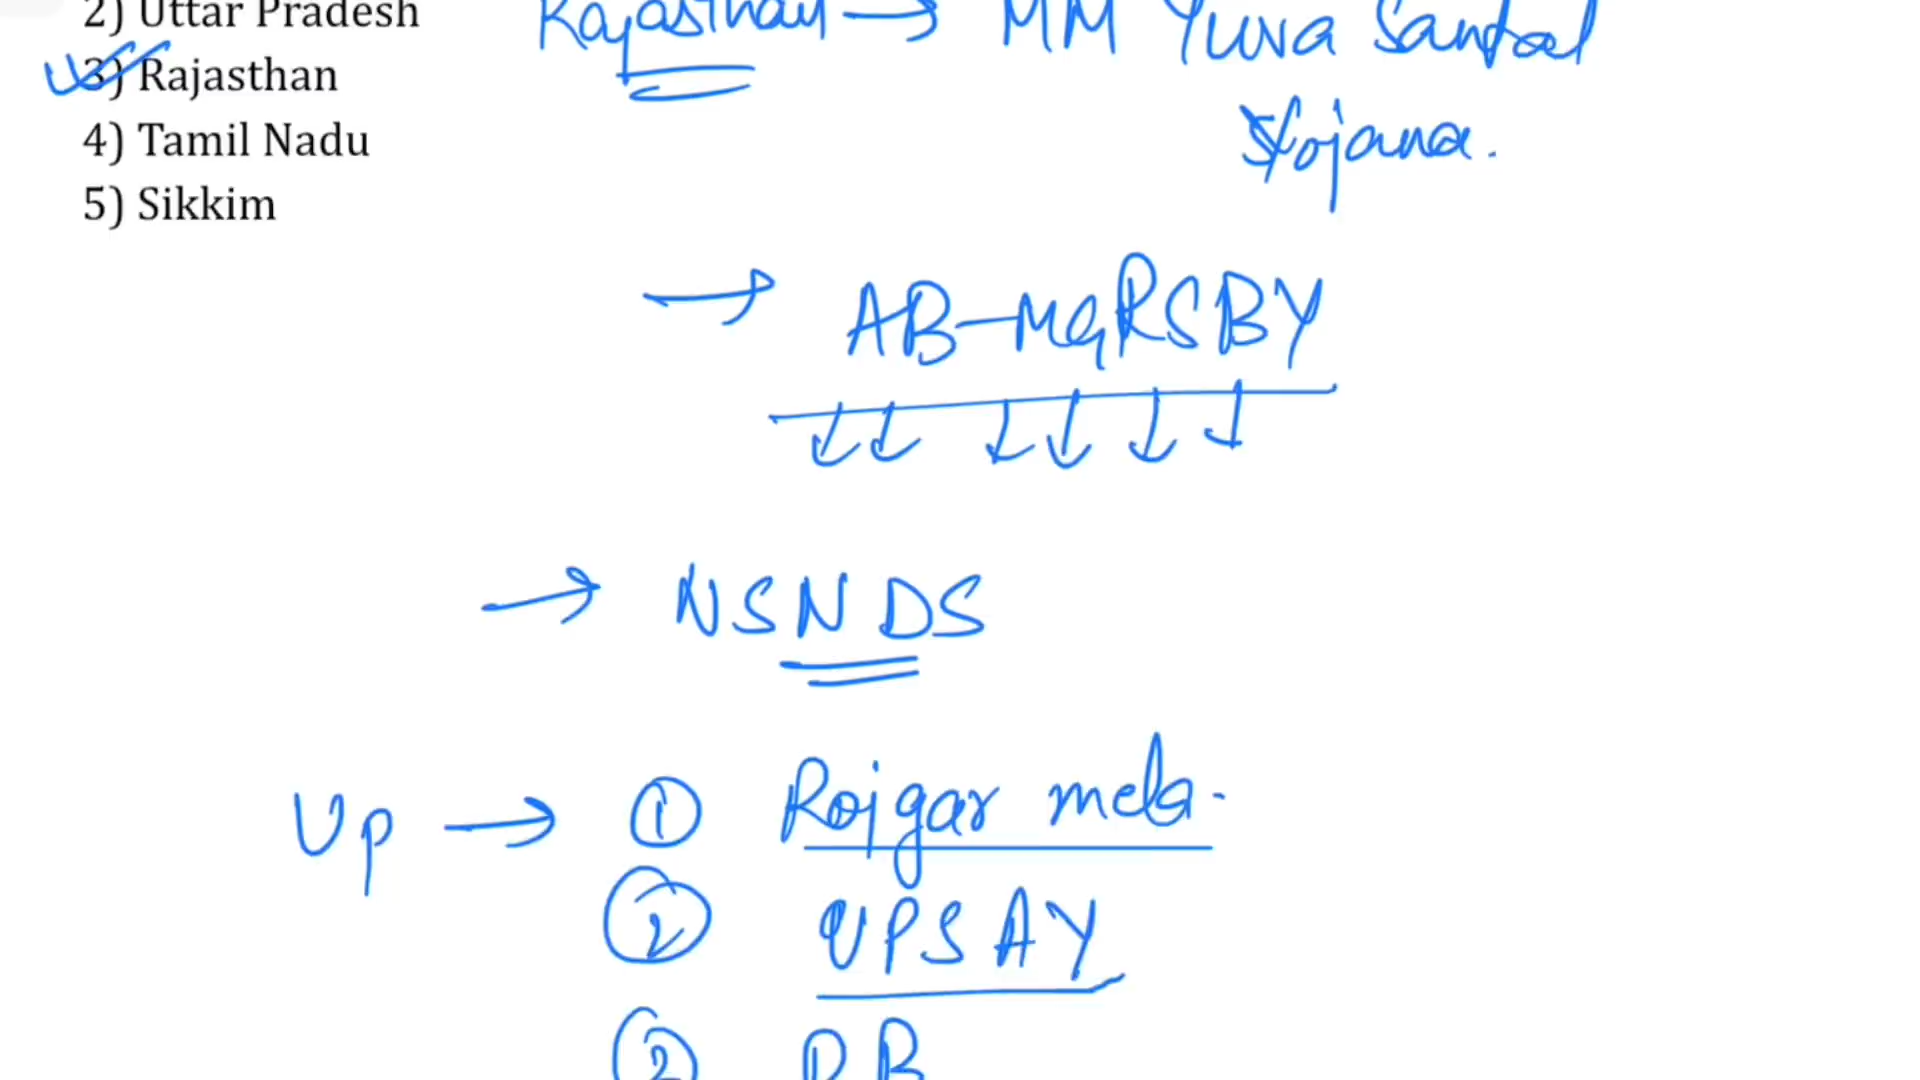 2) Uttar Pradesh
3) Rajasthan
4) Tamil Nadu
5) Sikkim
Rajasthan → MM Yuva Sambal
Yojana.
→ AB-MGRSBY
→ NSNDS
Up → ① Rojgar mela.
② UPSAY